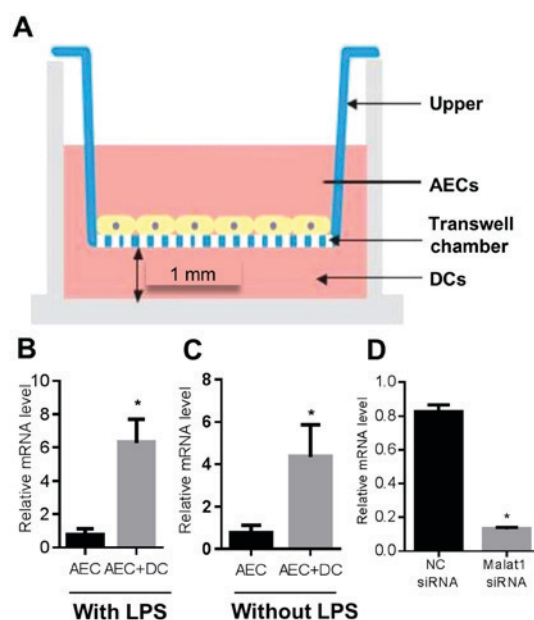 A
Upper
AECs
Transwell
chamber
DCs
1 mm
B
Relative mRNA level
10
8
6
4
2
0
*
AEC AEC+DC
With LPS
C
Relative mRNA level
8
6
4
2
0
*
AEC AEC+DC
Without LPS
D
Relative mRNA level
1.0
0.8
0.6
0.4
0.2
0.0
*
NC Malat1
siRNA siRNA